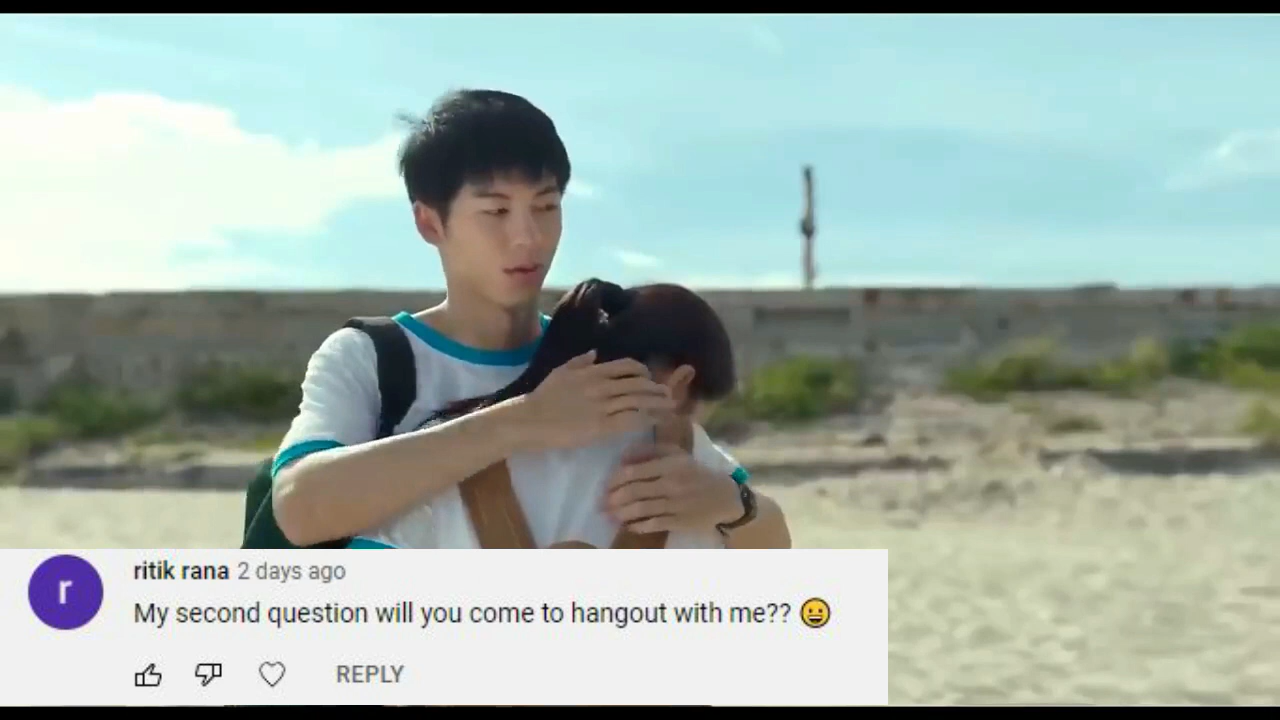 ritik rana 2 days ago
My second question will you come to hangout with me?? 😀
REPLY